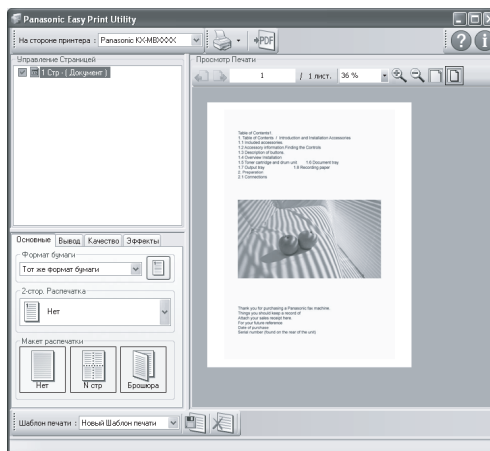 Panasonic Easy Print Utility
На стороне принтера : Panasonic KX-MBXXXX
PDF
Управление Страницей
1 Стр - ( Документ )
Просмотр Печати
1 / 1 лист. 36 %
Table of Contents1
1. Table of Contents / Introduction and Installation Accessories
1.1 Included accessories
1.2 Accessory information Finding the Controls
1.3 Description of buttons
1.4 Overview Installation
1.5 Toner cartridge and drum unit 1.6 Document tray
1.7 Output tray 1.8 Recording paper
2. Preparation
2.1 Connections
Thank you for purchasing a Panasonic fax machine.
Things you should keep a record of
Attach your sales receipt here.
For your future reference
Date of purchase
Serial number (found on the rear of the unit)
Основные Вывод Качество Эффекты
Формат бумаги
Тот же формат бумаги
2-стор. Распечатка
Нет
Макет распечатки
Нет N стр Брошюра
Шаблон печати : Новый Шаблон печати